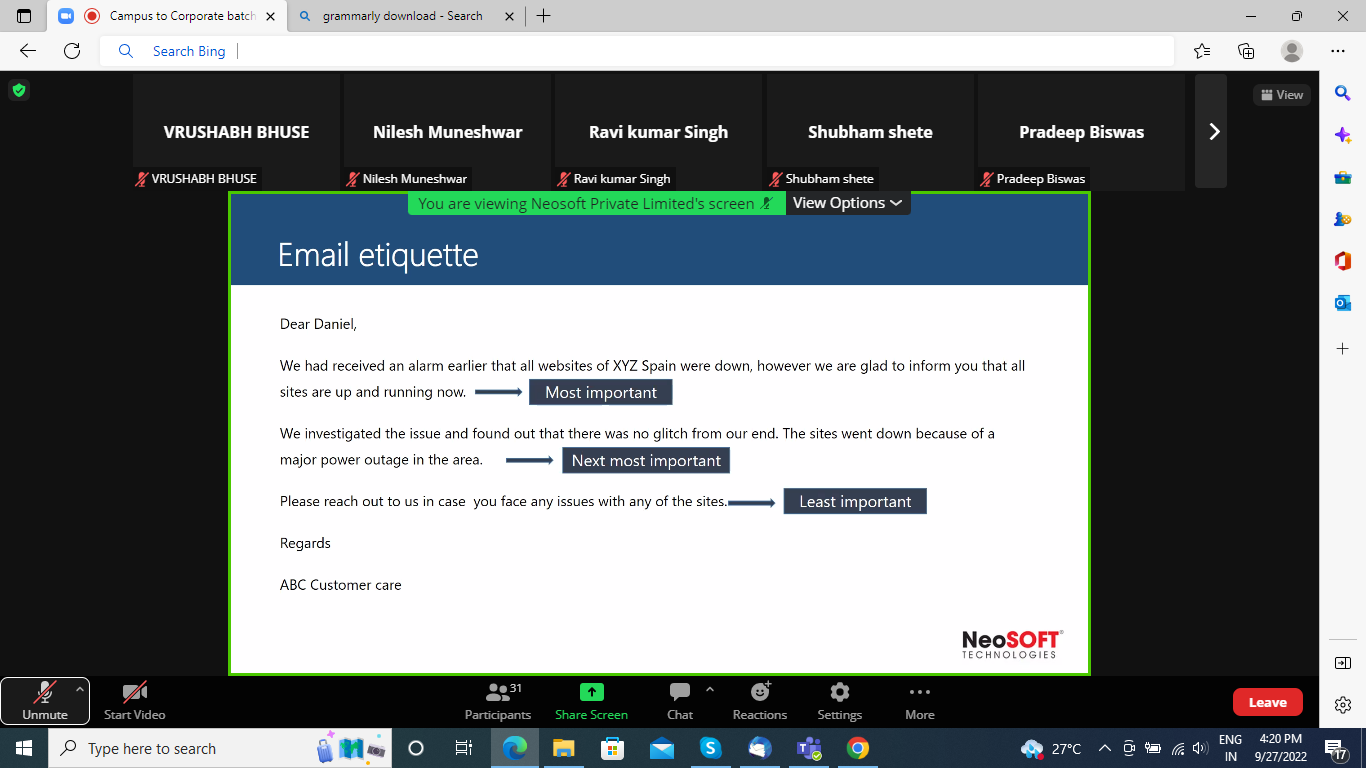 Campus to Corporate batch
grammarly download - Search
Search Bing
View
VRUSHABH BHUSE
Nilesh Muneshwar
Ravi kumar Singh
Shubham shete
Pradeep Biswas
VRUSHABH BHUSE
Nilesh Muneshwar
Ravi kumar Singh
Shubham shete
Pradeep Biswas
You are viewing Neosoft Private Limited's screen
View Options
Email etiquette
Dear Daniel,
We had received an alarm earlier that all websites of XYZ Spain were down, however we are glad to inform you that all
sites are up and running now.
Most important
We investigated the issue and found out that there was no glitch from our end. The sites went down because of a
major power outage in the area.
Next most important
Please reach out to us in case  you face any issues with any of the sites.
Least important
Regards
ABC Customer care
NeoSOFT
TECHNOLOGIES
Unmute
Start Video
31
Participants
Share Screen
Chat
Reactions
Settings
More
Leave
Type here to search
27°C
ENG
IN
4:20 PM
9/27/2022
17